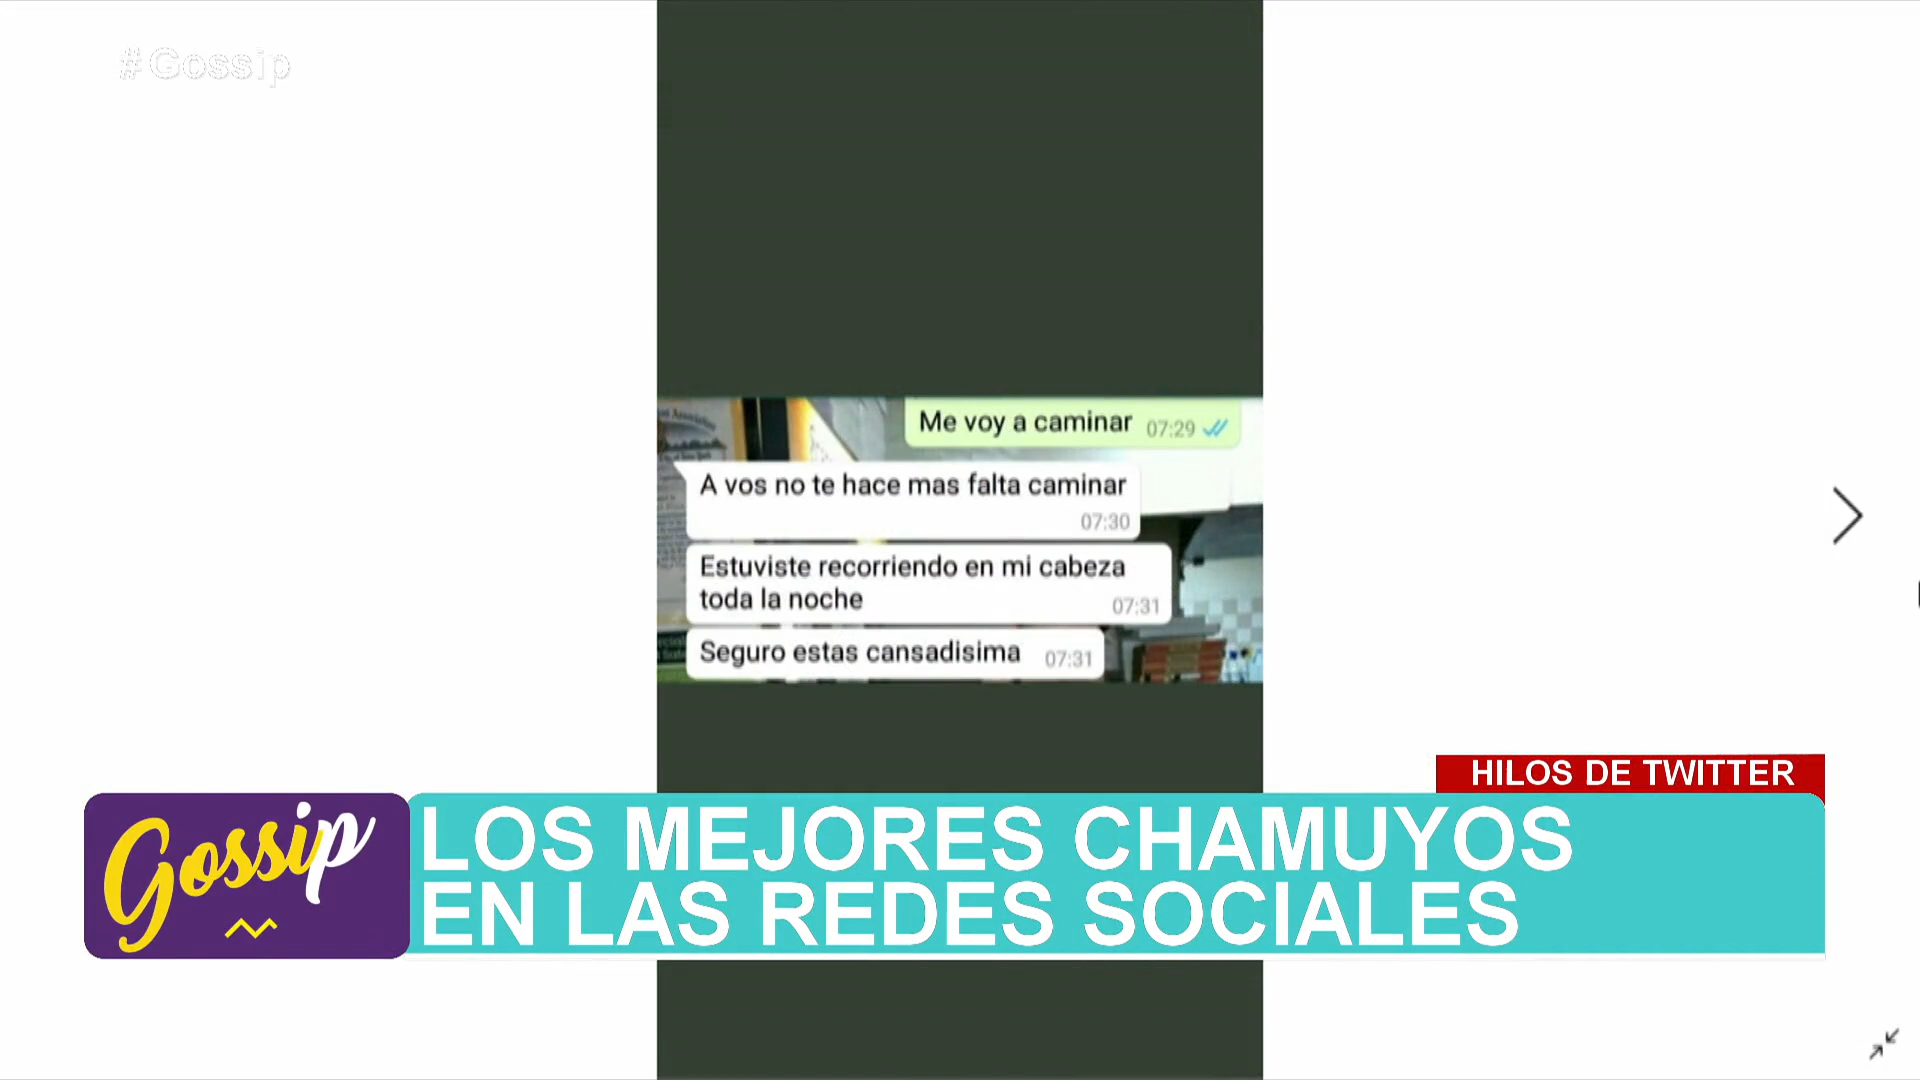 #Gossip
Me voy a caminar 07:29
A vos no te hace mas falta caminar
07:30
Estuviste recorriendo en mi cabeza
toda la noche 07:31
Seguro estas cansadisima 07:31
HILOS DE TWITTER
Gossip
LOS MEJORES CHAMUYOS
EN LAS REDES SOCIALES